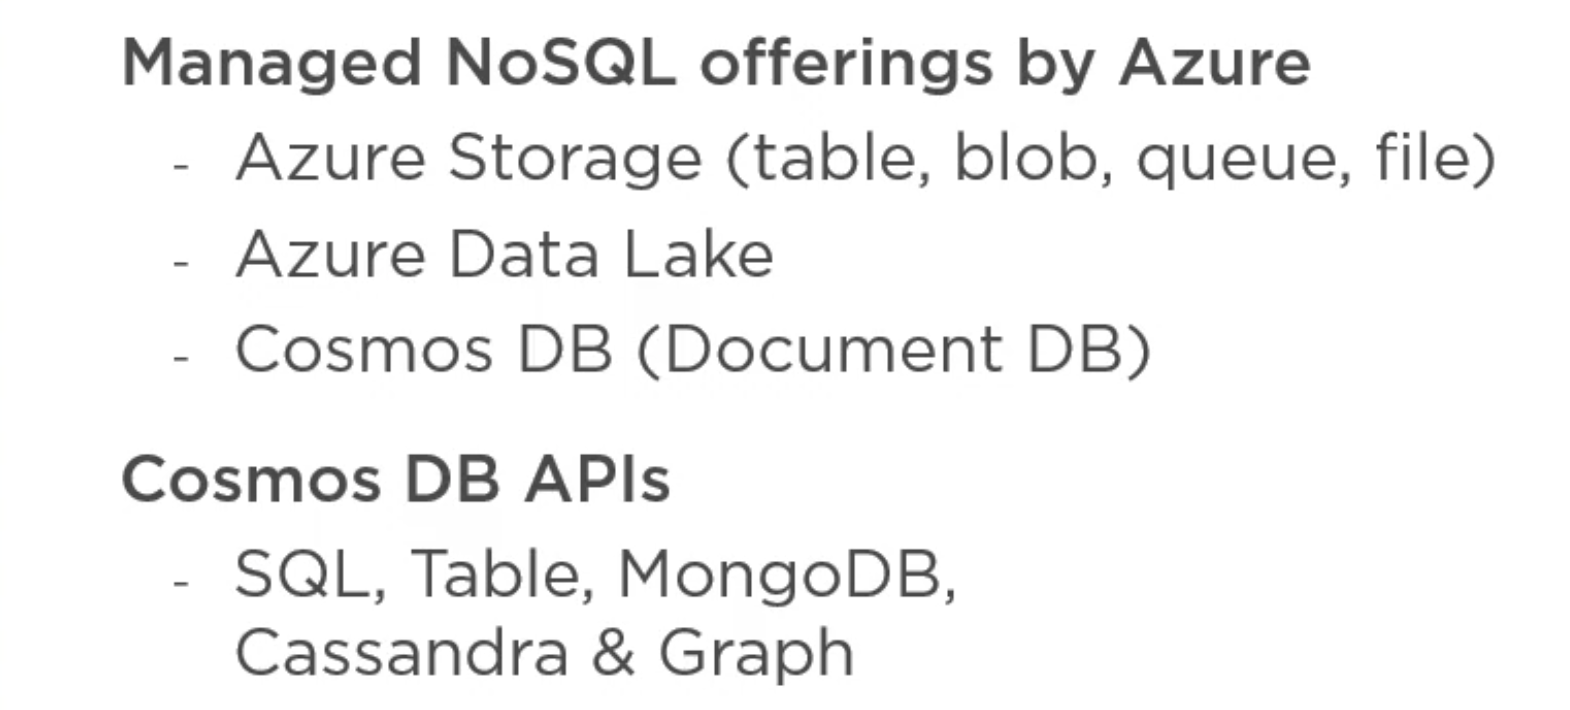 Managed NoSQL offerings by Azure
- Azure Storage (table, blob, queue, file)
- Azure Data Lake
- Cosmos DB (Document DB)
Cosmos DB APIs
- SQL, Table, MongoDB,
Cassandra & Graph